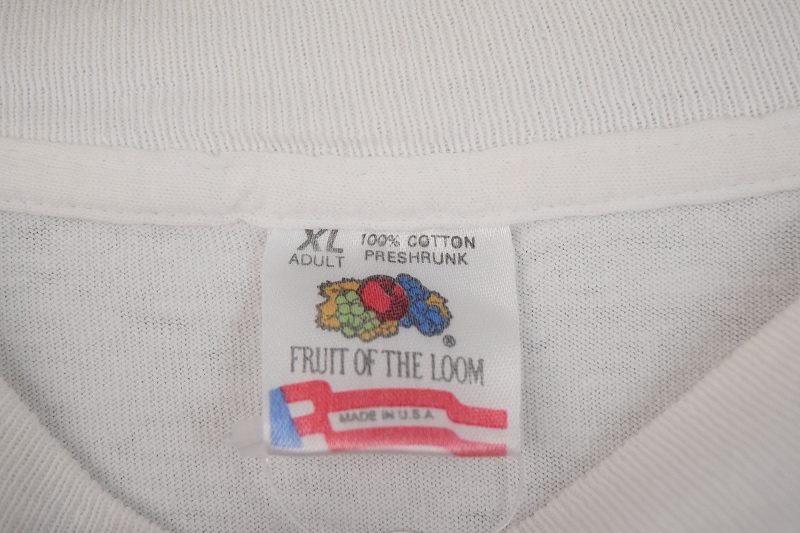 XL 100% COTTON
ADULT PRESHRUNK
®
FRUIT OF THE LOOM
MADE IN U.S.A